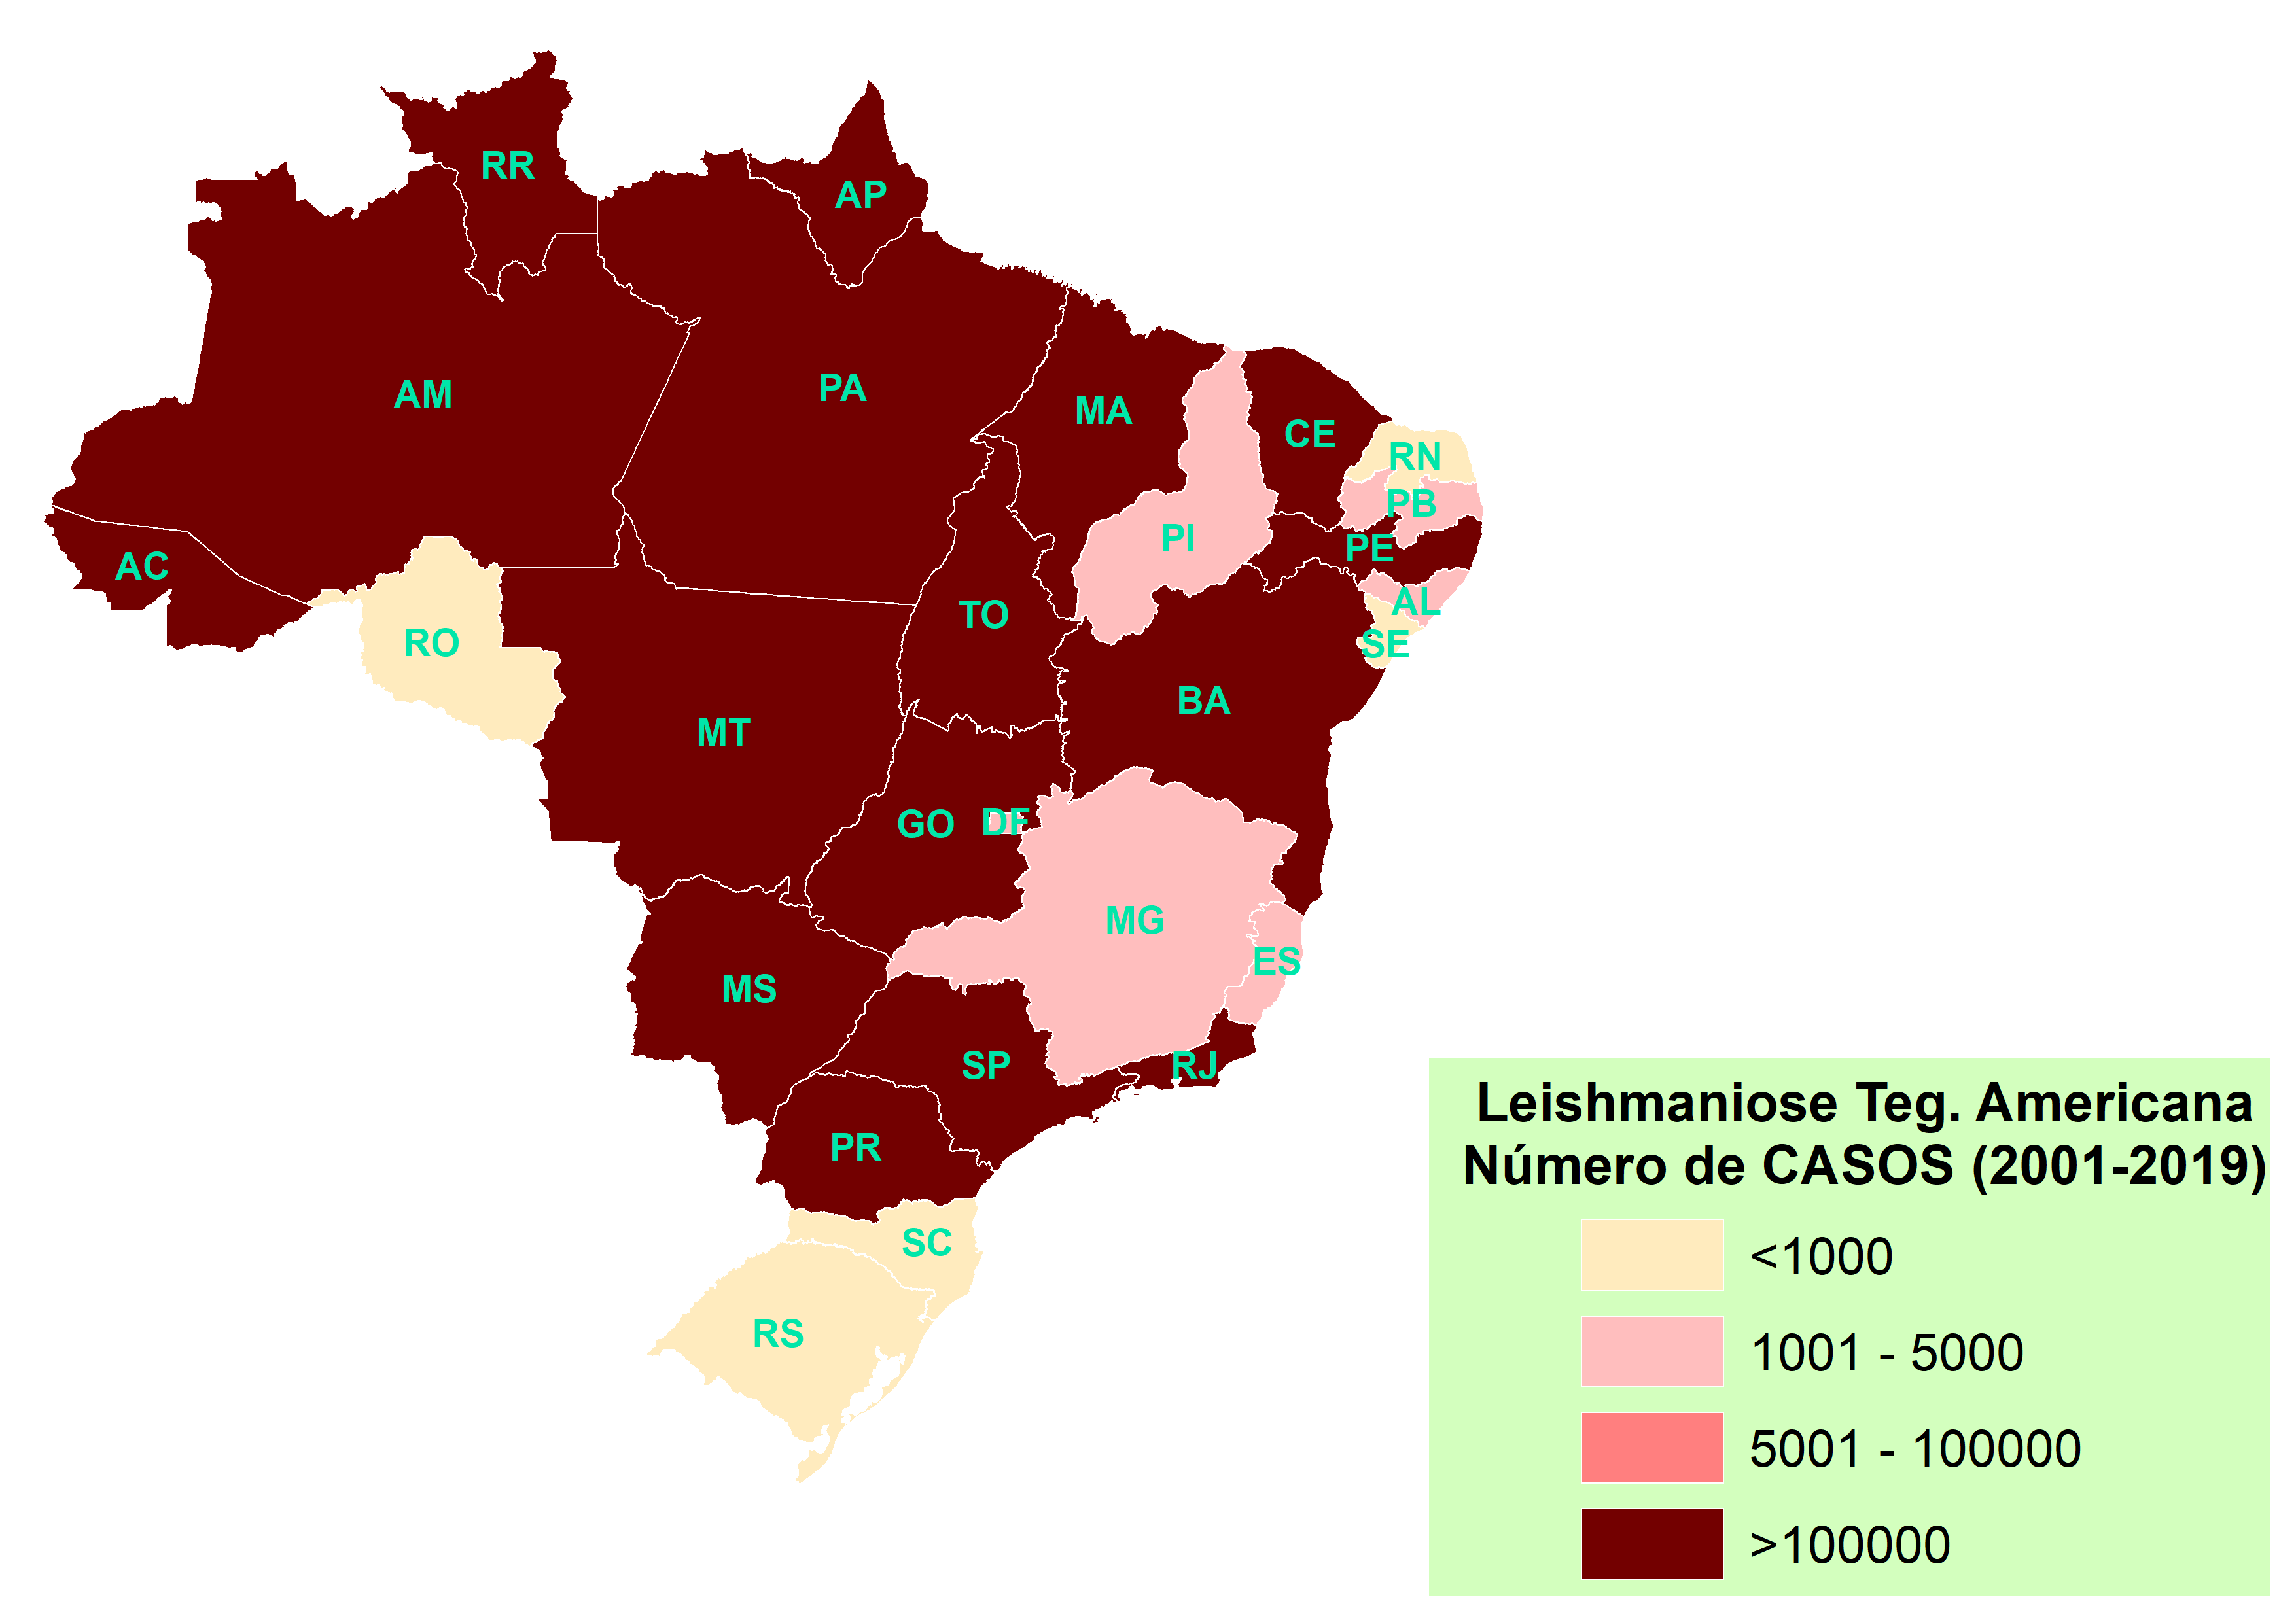 RR
AP
AM
PA
MA
CE
RN
PB
PI
PE
AC
AL
TO
RO
SE
BA
MT
GO
DF
MG
ES
MS
SP
RJ
PR
SC
RS
Leishmaniose Teg. Americana
Número de CASOS (2001-2019)
<1000
1001 - 5000
5001 - 100000
>100000